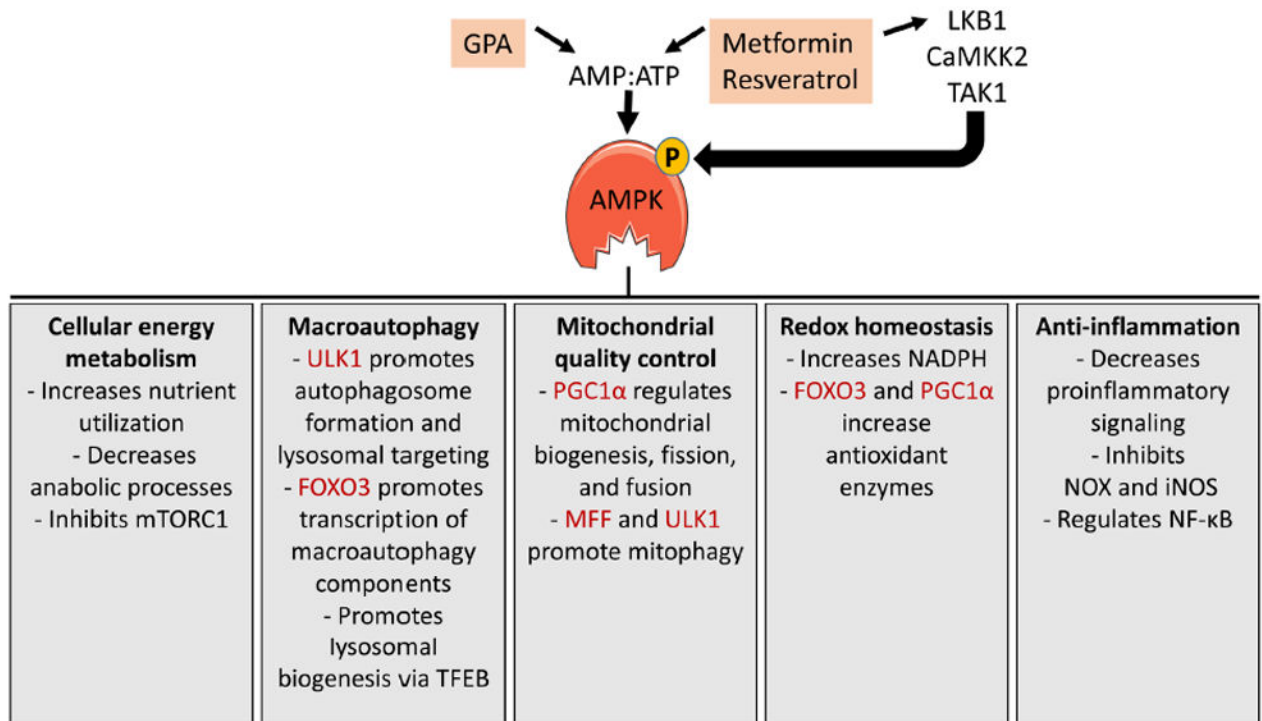 GPA
Metformin
Resveratrol
LKB1
CaMKK2
TAK1
AMP:ATP
P
AMPK
Cellular energy
metabolism
- Increases nutrient
utilization
- Decreases
anabolic processes
- Inhibits mTORC1
Macroautophagy
- ULK1 promotes
autophagosome
formation and
lysosomal targeting
- FOXO3 promotes
transcription of
macroautophagy
components
- Promotes
lysosomal
biogenesis via TFEB
Mitochondrial
quality control
- PGC1α regulates
mitochondrial
biogenesis, fission,
and fusion
- MFF and ULK1
promote mitophagy
Redox homeostasis
- Increases NADPH
- FOXO3 and PGC1α
increase
antioxidant
enzymes
Anti-inflammation
- Decreases
proinflammatory
signaling
- Inhibits
NOX and iNOS
- Regulates NF-κB